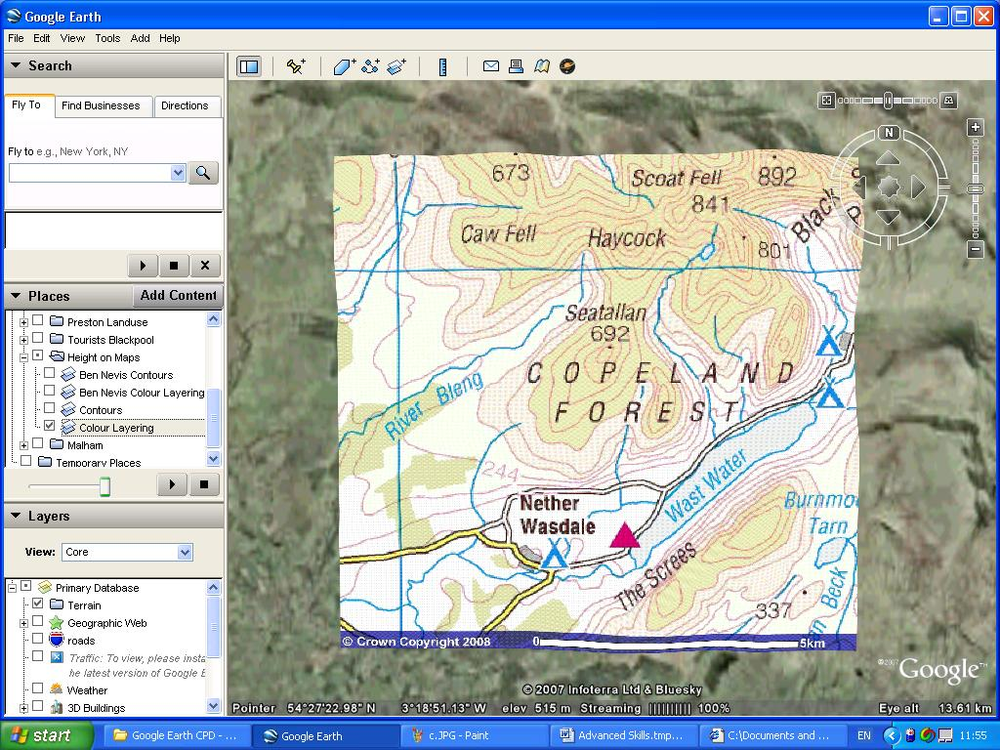 Google Earth
File Edit View Tools Add Help
Search
Fly To Find Businesses Directions
Fly to e.g., New York, NY
Places Add Content
Preston Landuse
Tourists Blackpool
Height on Maps
Ben Nevis Contours
Ben Nevis Colour Layering
Contours
Colour Layering
Malham
Temporary Places
Layers
View: Core
Primary Database
Terrain
Geographic Web
roads
Traffic: To view, please insta
he latest version of Google E
Weather
3D Buildings
N
673 Scoat Fell 892
841
Black
Caw Fell Haycock 801
Seatallan
692
COPELAND
FOREST
River Bleng
244
Wast Water
Nether
Wasdale
Burnmo
Tarn
The Screes
Beck
337
© Crown Copyright 2008 0 5km
©2007 Google™
© 2007 Infoterra Ltd & Bluesky
Pointer 54°27'22.98" N 3°18'51.13" W elev 515 m Streaming |||||||||| 100% Eye alt 13.61 km
start Google Earth CPD - ... Google Earth c.JPG - Paint Advanced Skills.tmp... C:\Documents and ... EN 11:55